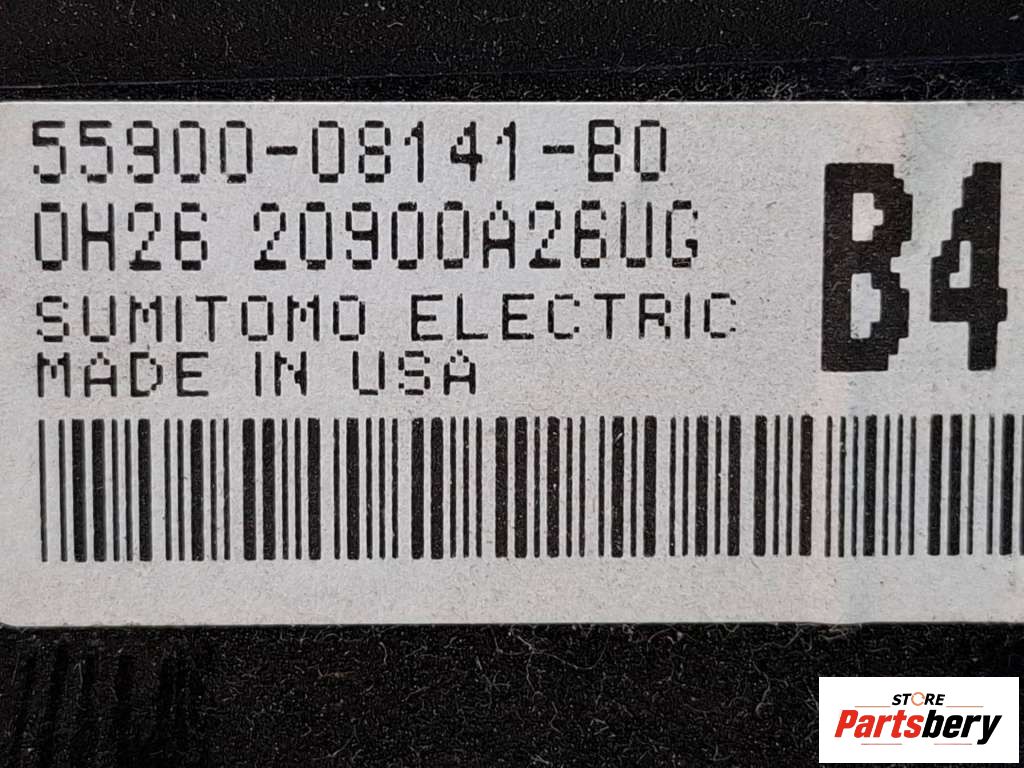 55900-08141-B0
0H26 20900A26UG
SUMITOMO ELECTRIC
MADE IN USA
B4
STORE
Partsbery